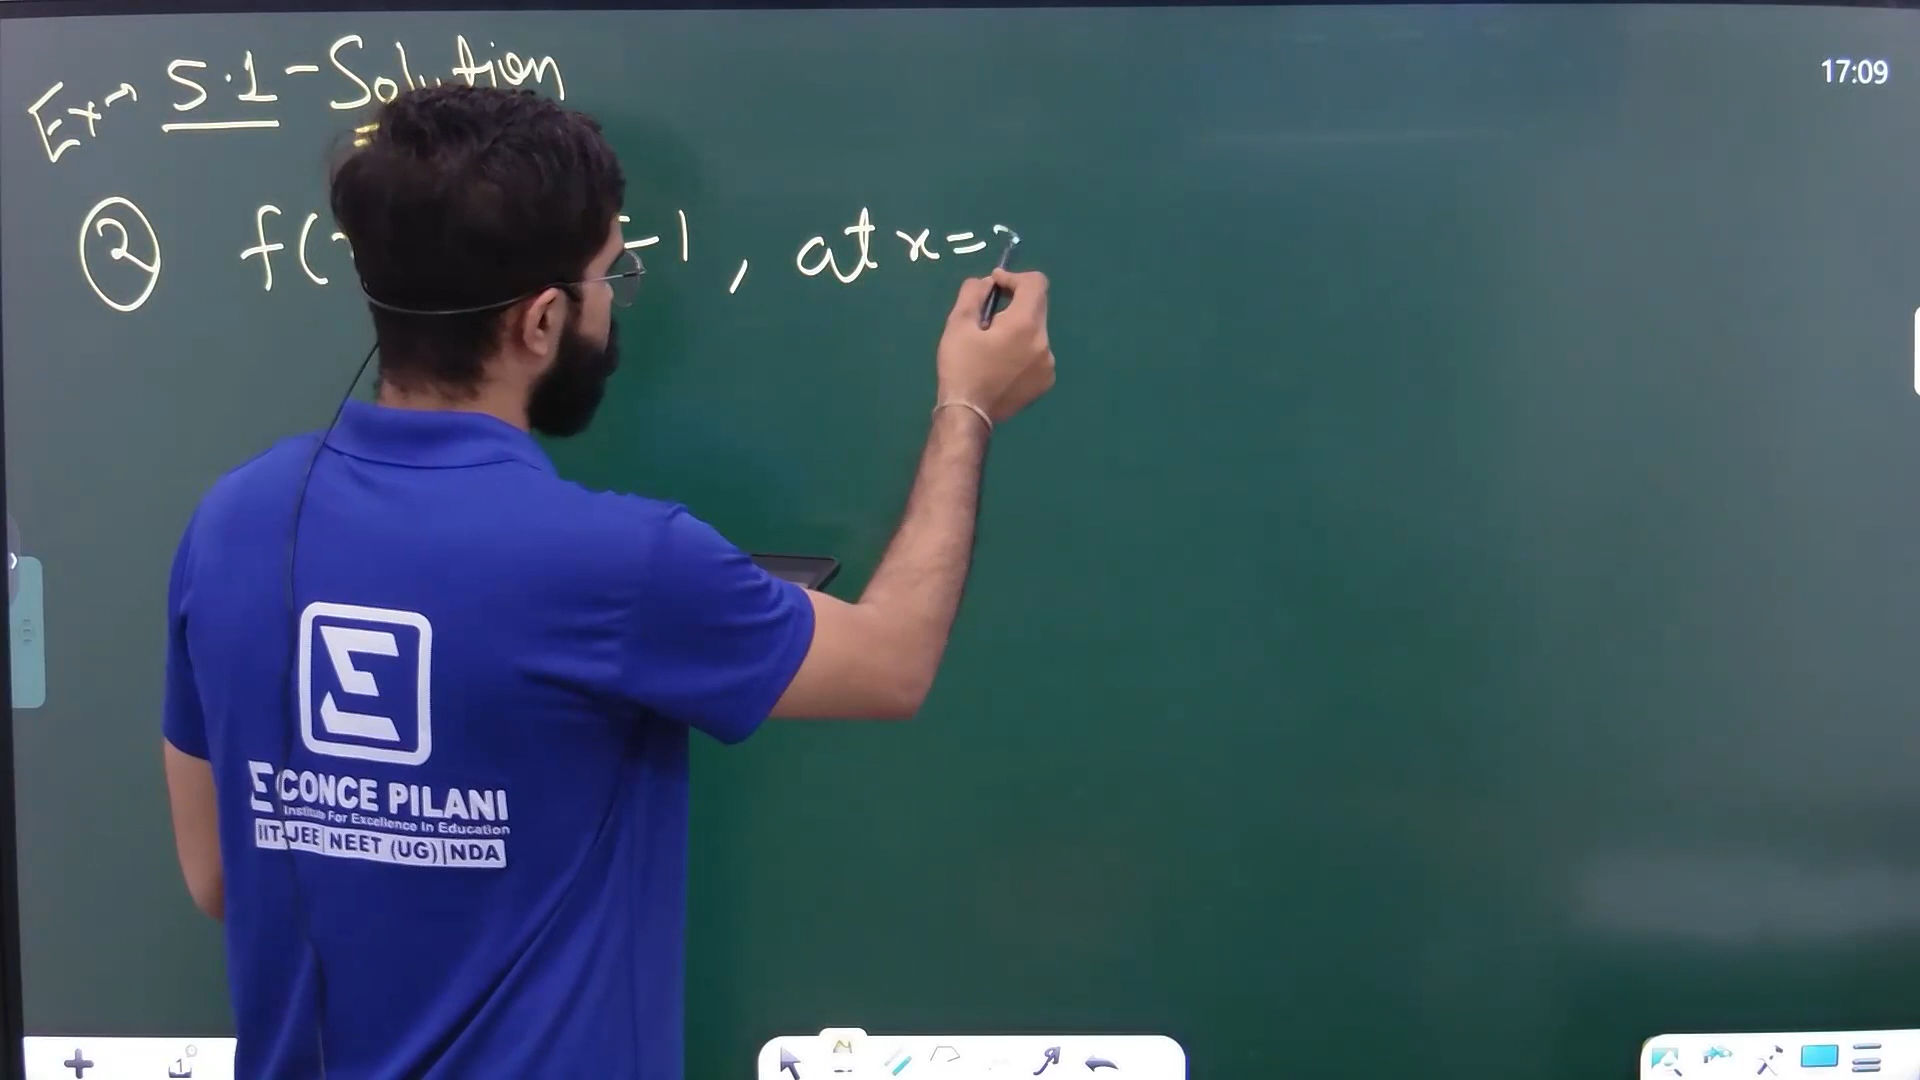 Ex→ 5.1 - Solution
17:09
② f( -1 , at x=
ECONCE PILANI
Institute For Excellence In Education
IIT-JEE | NEET (UG) | NDA